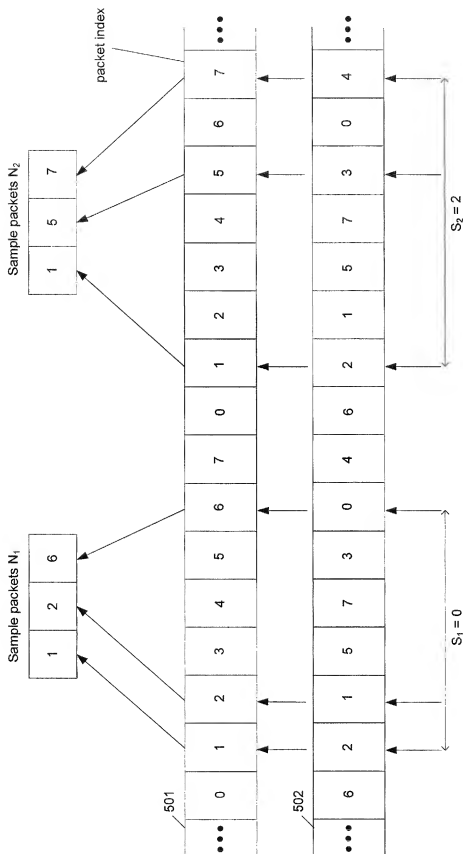 Sample packets N₁
Sample packets N₂
1 2 6
1 5 7
packet index
501
••• 0 1 2 3 4 5 6 7 0 1 2 3 4 5 6 7 •••
502
••• 6 2 1 5 7 3 0 4 6 2 1 5 7 3 0 4 •••
S₁ = 0
S₂ = 2